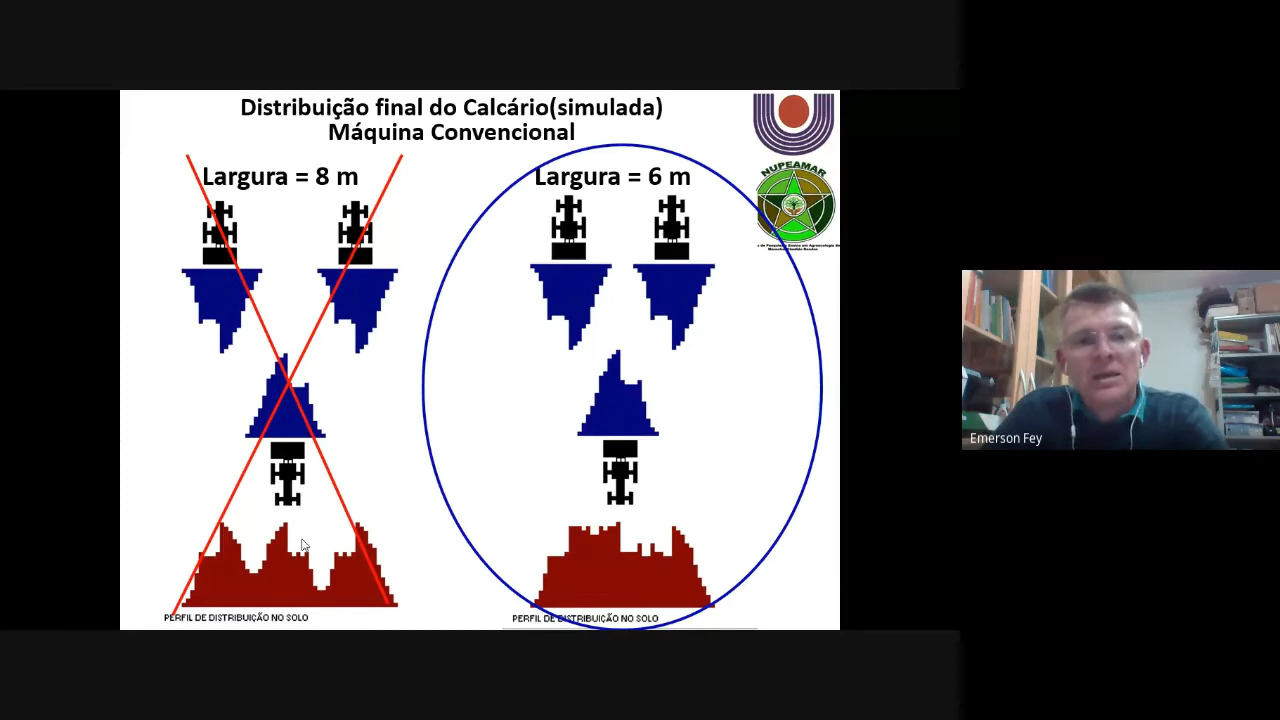 Distribuição final do Calcário(simulada)
Máquina Convencional
Largura = 8 m
Largura = 6 m
NUPEAMAR
PERFIL DE DISTRIBUIÇÃO NO SOLO
PERFIL DE DISTRIBUIÇÃO NO SOLO
Emerson Fey